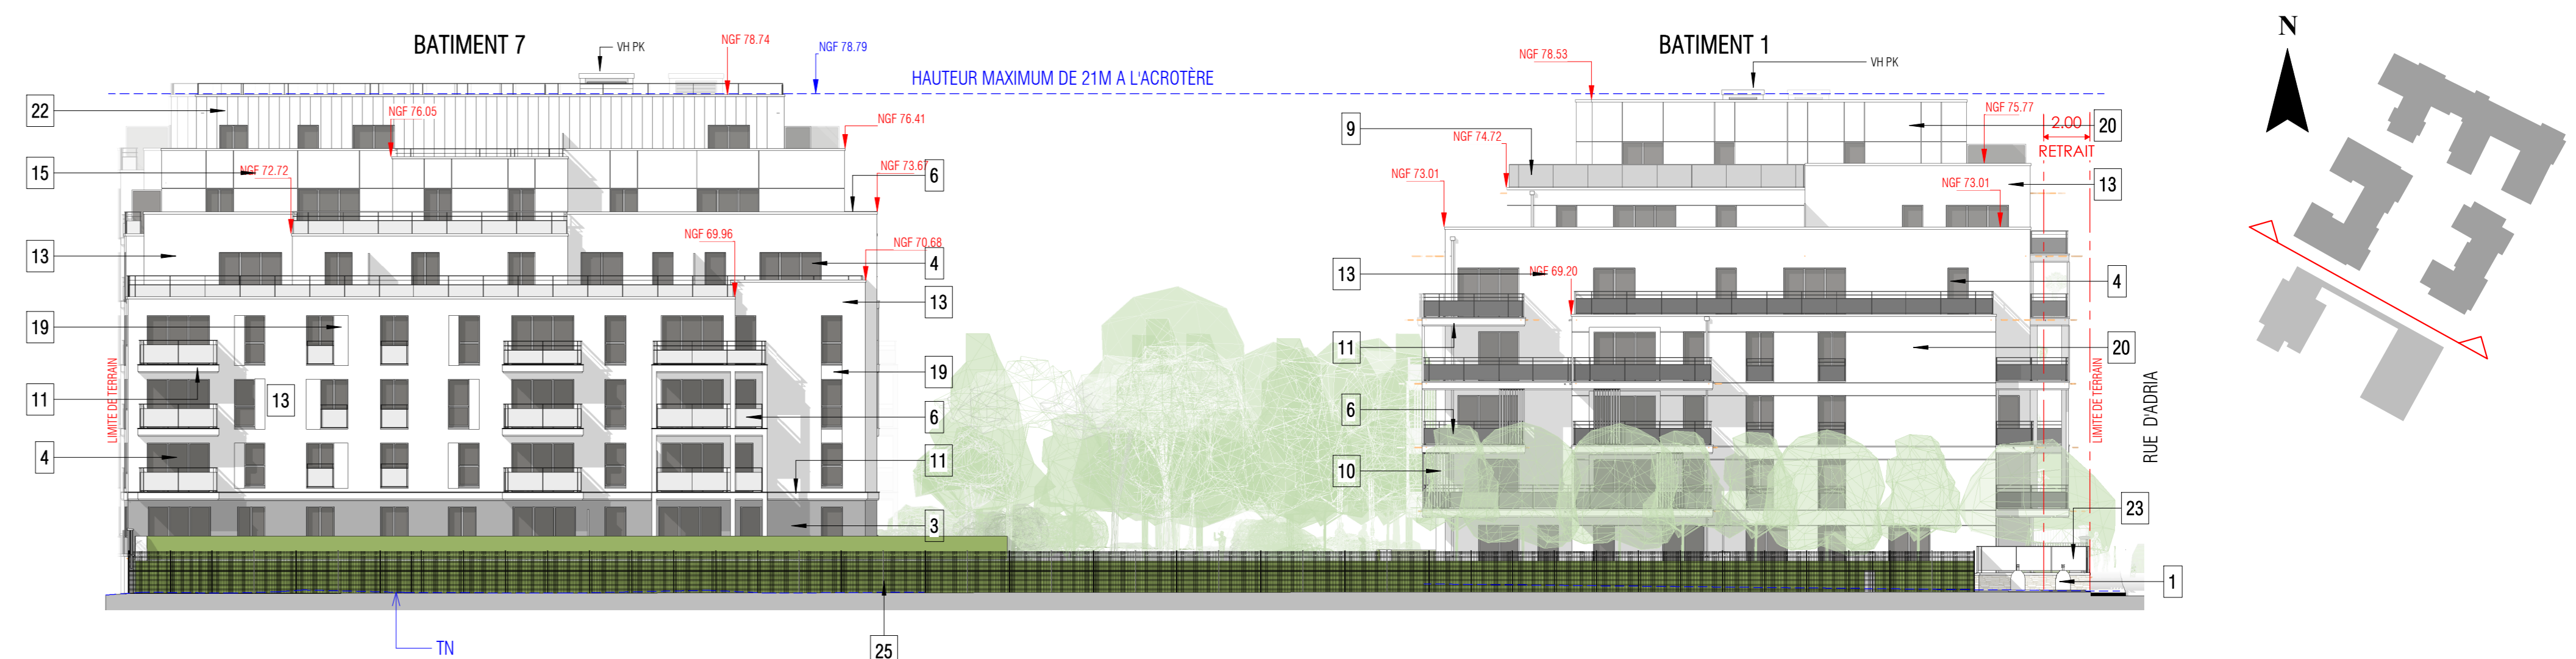 BATIMENT 7
VH PK
NGF 78.74
NGF 78.79
HAUTEUR MAXIMUM DE 21M A L'ACROTÈRE
NGF 78.53
BATIMENT 1
VH PK
N
22
NGF 76.05
NGF 76.41
9
NGF 74.72
NGF 75.77
2.00
20
RETRAIT
15
NGF 72.72
NGF 73.67
6
NGF 73.01
NGF 73.01
13
13
NGF 69.96
NGF 70.68
4
13
NGF 69.20
4
13
19
11
20
LIMITE DE TERRAIN
19
LIMITE DE TERRAIN
RUE D'ADRIA
11
13
6
6
4
11
10
3
23
1
25
TN